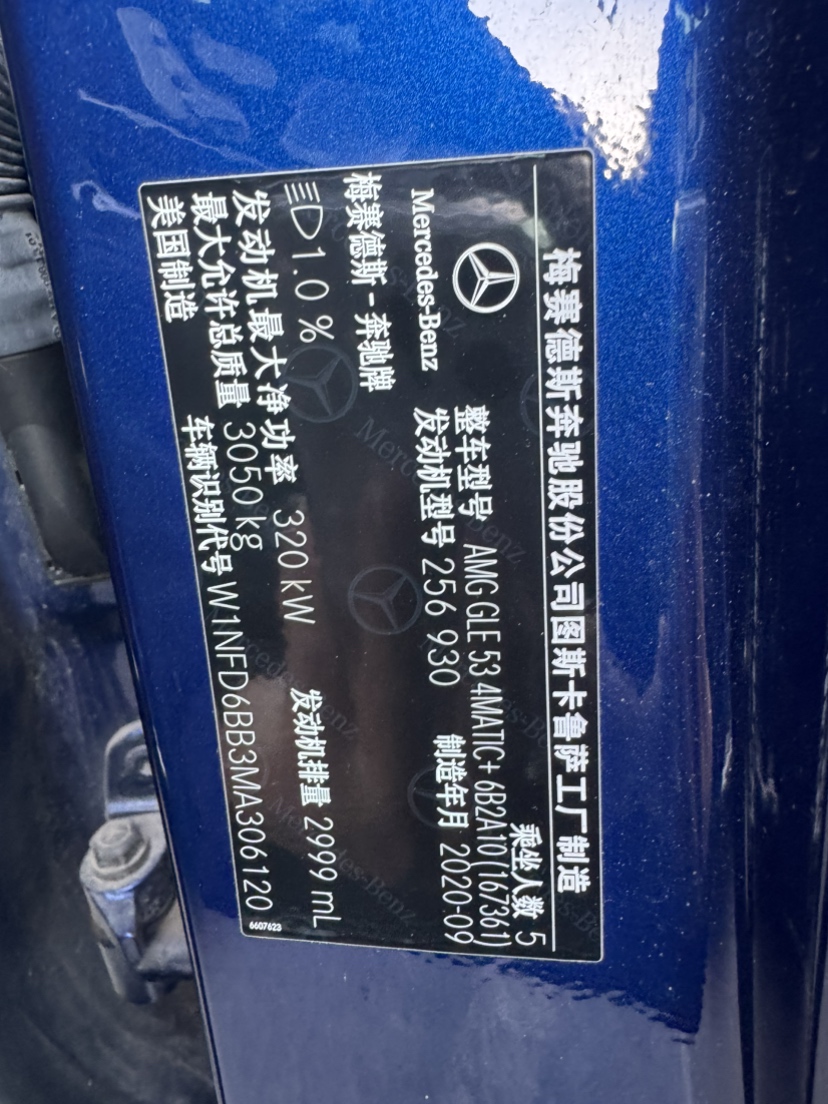 梅赛德斯奔驰股份公司图斯卡鲁萨工厂制造
乘坐人数 5
整车型号 AMG GLE 53 4MATIC+ 6B2A10 (167361)
Mercedes-Benz
发动机型号 256 930 制造年月 2020-09
梅赛德斯-奔驰牌
1.0 % 发动机排量 2999 mL
发动机最大净功率 320 kW
最大允许总质量 3050 kg
美国制造 车辆识别代号 W1NFD6BB3MA306120
6607623